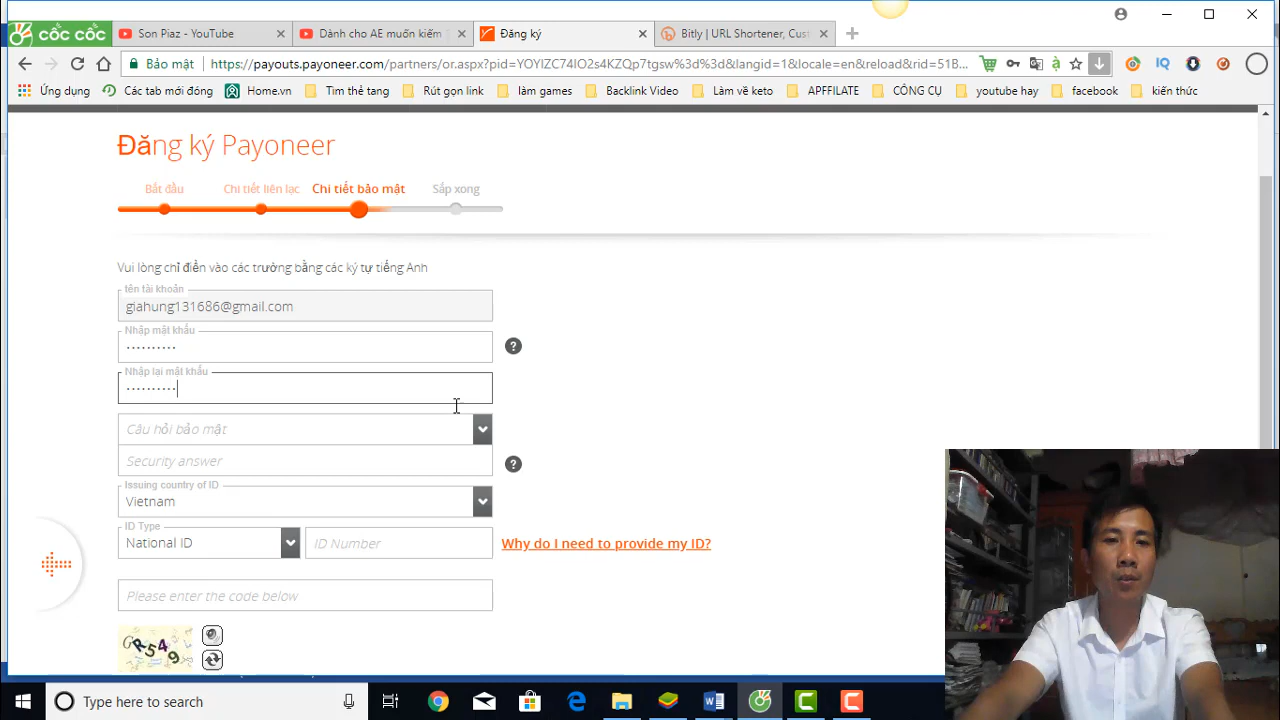 cốc cốc
Son Piaz - YouTube
Dành cho AE muốn kiếm
Đăng ký
Bitly | URL Shortener, Cust
Bảo mật
https://payouts.payoneer.com/partners/or.aspx?pid=YOYIZC74IO2s4KZQp7tgsw%3d%3d&langid=1&locale=en&reload&rid=51B...
Ứng dụng
Các tab mới đóng
Home.vn
Tìm thẻ tang
Rút gọn link
làm games
Backlink Video
Làm về keto
APFFILATE
CÔNG CỤ
youtube hay
facebook
kiến thức
Đăng ký Payoneer
Bắt đầu
Chi tiết liên lạc
Chi tiết bảo mật
Sắp xong
Vui lòng chỉ điền vào các trường bằng các ký tự tiếng Anh
tên tài khoản
giahung131686@gmail.com
Nhập mật khẩu
Nhập lại mật khẩu
Câu hỏi bảo mật
Security answer
Issuing country of ID
Vietnam
ID Type
National ID
ID Number
Why do I need to provide my ID?
Please enter the code below
GR549
Type here to search